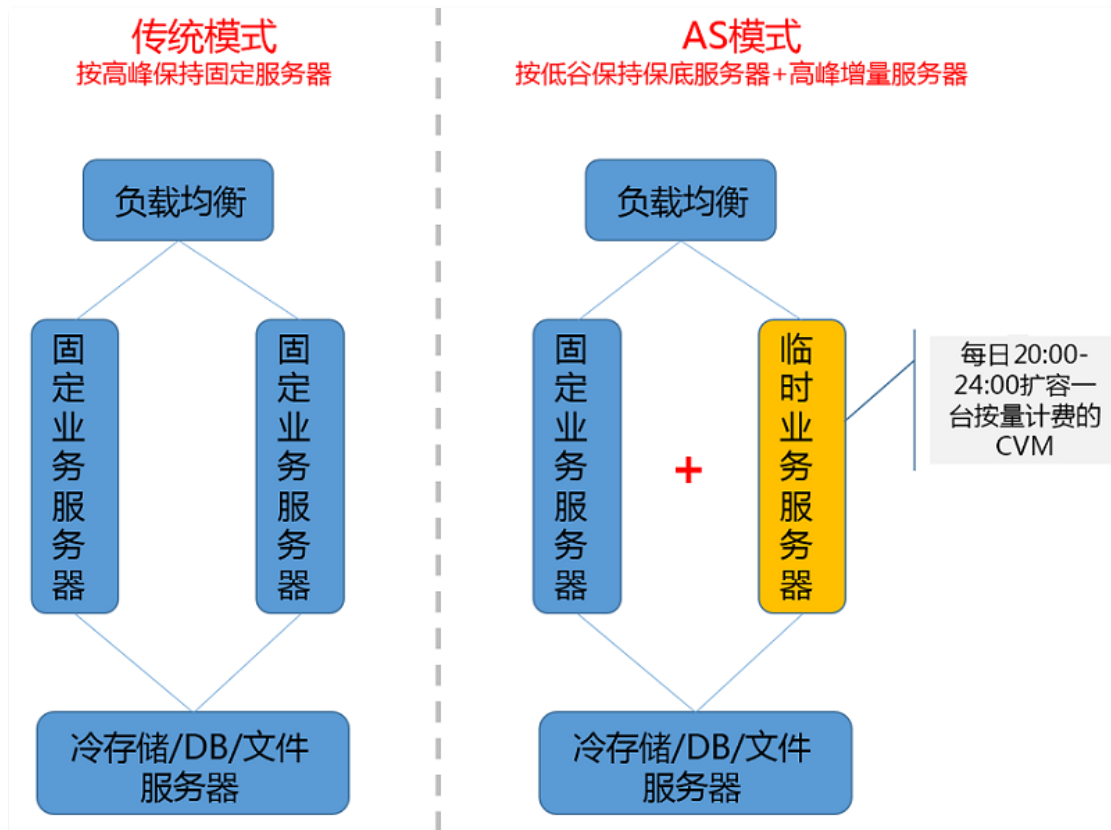 传统模式
按高峰保持固定服务器
负载均衡
固定业务服务器
固定业务服务器
冷存储/DB/文件
服务器
AS模式
按低谷保持保底服务器+高峰增量服务器
负载均衡
固定业务服务器
+
临时业务服务器
每日20:00-
24:00扩容一
台按量计费的
CVM
冷存储/DB/文件
服务器